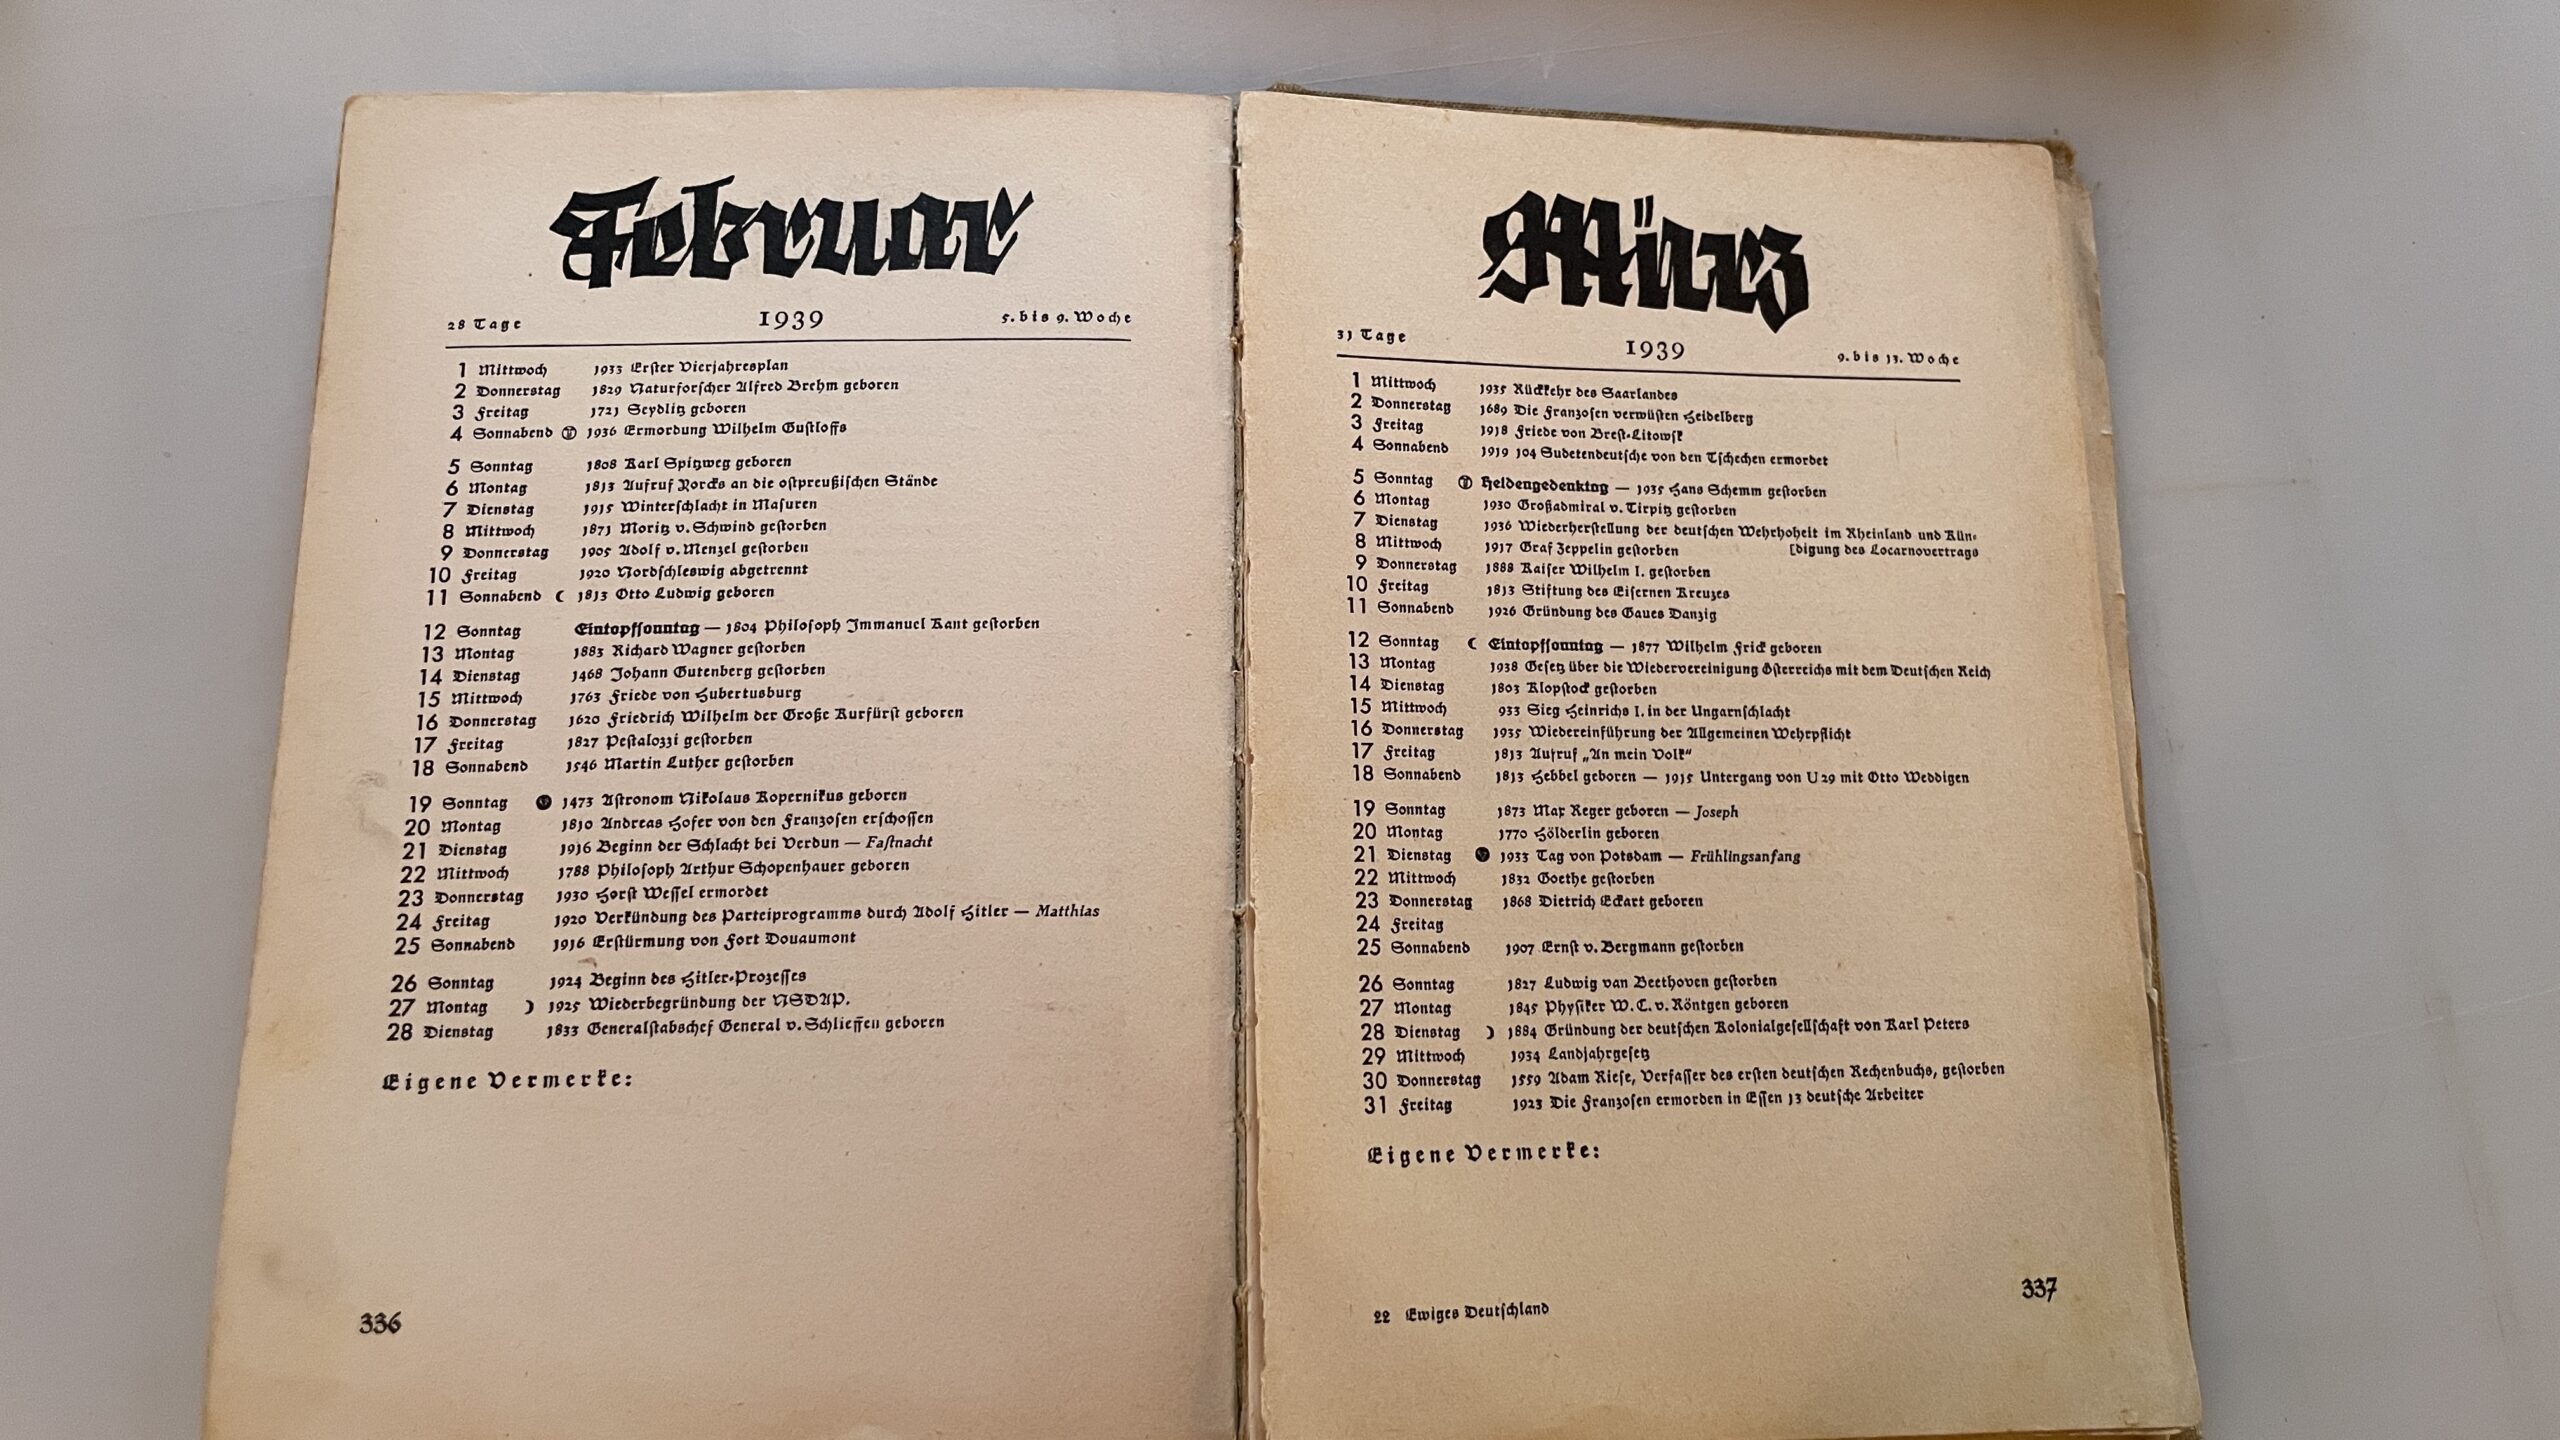 Februar
28 Tage 1939 5. bis 9. Woche
1 Mittwoch 1933 Erster Vierjahresplan
2 Donnerstag 1829 Naturforscher Alfred Brehm geboren
3 Freitag 1721 Seydlitz geboren
4 Sonnabend 1936 Ermordung Wilhelm Gustloffs
5 Sonntag 1808 Karl Spitzweg geboren
6 Montag 1813 Aufruf Yorcks an die ostpreußischen Stände
7 Dienstag 1915 Winterschlacht in Masuren
8 Mittwoch 1871 Moritz v. Schwind gestorben
9 Donnerstag 1905 Adolf v. Menzel gestorben
10 Freitag 1920 Nordschleswig abgetrennt
11 Sonnabend ☾ 1813 Otto Ludwig geboren
12 Sonntag Eintopfsonntag — 1804 Philosoph Immanuel Kant gestorben
13 Montag 1883 Richard Wagner gestorben
14 Dienstag 1468 Johann Gutenberg gestorben
15 Mittwoch 1763 Friede von Hubertusburg
16 Donnerstag 1620 Friedrich Wilhelm der Große Kurfürst geboren
17 Freitag 1827 Pestalozzi gestorben
18 Sonnabend 1546 Martin Luther gestorben
19 Sonntag 1473 Astronom Nikolaus Kopernikus geboren
20 Montag 1810 Andreas Hofer von den Franzosen erschossen
21 Dienstag 1916 Beginn der Schlacht bei Verdun — Fastnacht
22 Mittwoch 1788 Philosoph Arthur Schopenhauer geboren
23 Donnerstag 1930 Horst Wessel ermordet
24 Freitag 1920 Verkündung des Parteiprogramms durch Adolf Hitler — Matthias
25 Sonnabend 1916 Erstürmung von Fort Douaumont
26 Sonntag 1924 Beginn des Hitler-Prozesses
27 Montag ☽ 1925 Wiederbegründung der NSDAP.
28 Dienstag 1833 Generalstabschef General v. Schlieffen geboren
Eigene Vermerke:
336
März
31 Tage 1939 9. bis 13. Woche
1 Mittwoch 1935 Rückkehr des Saarlandes
2 Donnerstag 1689 Die Franzosen verwüsten Heidelberg
3 Freitag 1918 Friede von Brest-Litowsk
4 Sonnabend 1919 104 Sudetendeutsche von den Tschechen ermordet
5 Sonntag Heldengedenktag — 1935 Hans Schemm gestorben
6 Montag 1930 Großadmiral v. Tirpitz gestorben
7 Dienstag 1936 Wiederherstellung der deutschen Wehrhoheit im Rheinland und Kün-
8 Mittwoch 1917 Graf Zeppelin gestorben [digung des Locarnovertrags
9 Donnerstag 1888 Kaiser Wilhelm I. gestorben
10 Freitag 1813 Stiftung des Eisernen Kreuzes
11 Sonnabend 1926 Gründung des Gaues Danzig
12 Sonntag ☾ Eintopfsonntag — 1877 Wilhelm Frick geboren
13 Montag 1938 Gesetz über die Wiedervereinigung Österreichs mit dem Deutschen Reich
14 Dienstag 1803 Klopstock gestorben
15 Mittwoch 933 Sieg Heinrichs I. in der Ungarnschlacht
16 Donnerstag 1935 Wiedereinführung der Allgemeinen Wehrpflicht
17 Freitag 1813 Aufruf „An mein Volk“
18 Sonnabend 1813 Hebbel geboren — 1915 Untergang von U 29 mit Otto Weddigen
19 Sonntag 1873 Max Reger geboren — Joseph
20 Montag 1770 Hölderlin geboren
21 Dienstag 1933 Tag von Potsdam — Frühlingsanfang
22 Mittwoch 1832 Goethe gestorben
23 Donnerstag 1868 Dietrich Eckart geboren
24 Freitag
25 Sonnabend 1907 Ernst v. Bergmann gestorben
26 Sonntag 1827 Ludwig van Beethoven gestorben
27 Montag 1845 Physiker W. C. v. Röntgen geboren
28 Dienstag ☽ 1884 Gründung der deutschen Kolonialgesellschaft von Karl Peters
29 Mittwoch 1934 Landjahrgesetz
30 Donnerstag 1559 Adam Riese, Verfasser des ersten deutschen Rechenbuchs, gestorben
31 Freitag 1923 Die Franzosen ermorden in Essen 13 deutsche Arbeiter
Eigene Vermerke:
22 Ewiges Deutschland
337